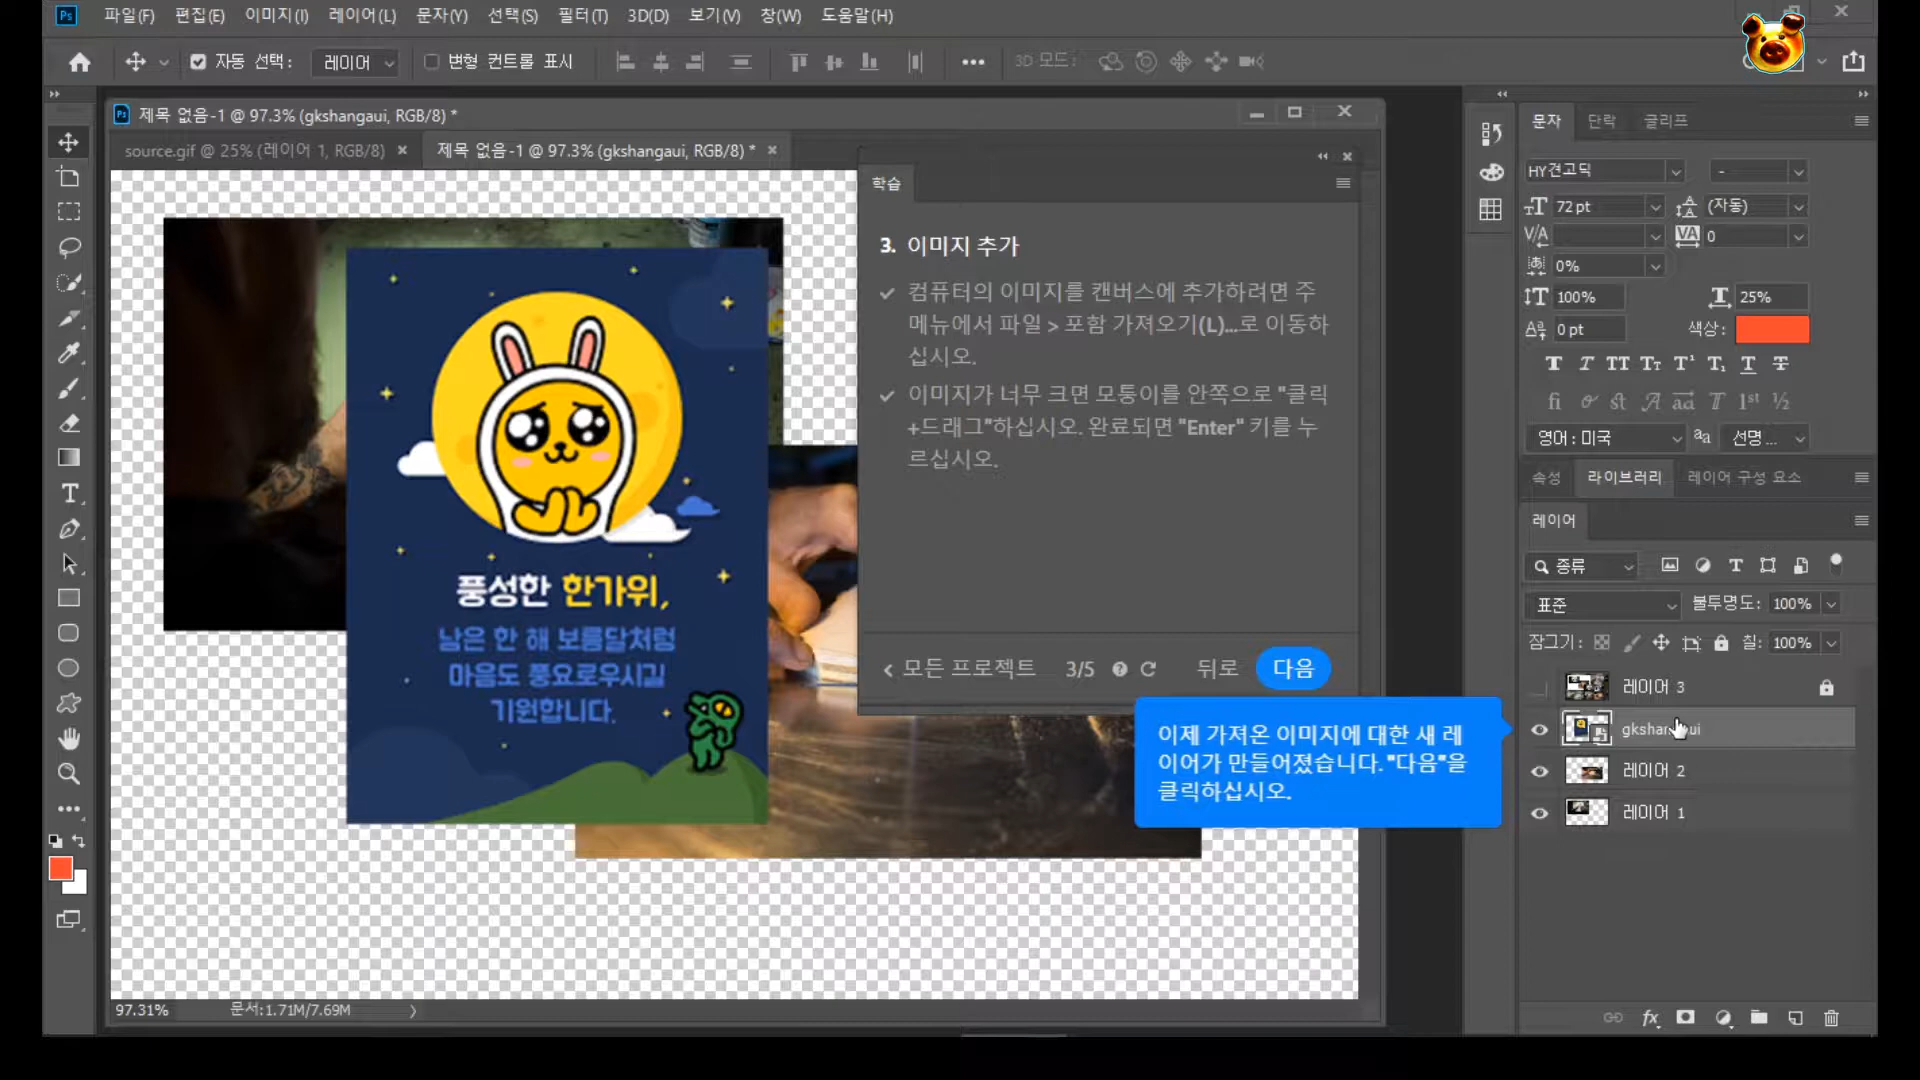 Ps 파일(F) 편집(E) 이미지(I) 레이어(L) 문자(Y) 선택(S) 필터(T) 3D(D) 보기(V) 창(W) 도움말(H)
자동 선택: 레이어 변형 컨트롤 표시 ••• 3D 모드:
Ps 제목 없음-1 @ 97.3% (gkshangaui, RGB/8) *
source.gif @ 25% (레이어 1, RGB/8) × 제목 없음-1 @ 97.3% (gkshangaui, RGB/8) * ×
학습
3. 이미지 추가
컴퓨터의 이미지를 캔버스에 추가하려면 주
메뉴에서 파일 > 포함 가져오기(L)...로 이동하
십시오.
이미지가 너무 크면 모퉁이를 안쪽으로 "클릭
+드래그"하십시오. 완료되면 "Enter" 키를 누
르십시오.
모든 프로젝트 3/5 뒤로 다음
이제 가져온 이미지에 대한 새 레
이어가 만들어졌습니다. "다음"을
클릭하십시오.
풍성한 한가위,
남은 한 해 보름달처럼
마음도 풍요로우시길
기원합니다.
97.31% 문서:1.71M/7.69M
문자 단락 글리프
HY견고딕 -
72 pt (자동)
0
0%
100% 25%
0 pt 색상:
영어: 미국 선명 ...
속성 라이브러리 레이어 구성 요소
레이어
종류
표준 불투명도: 100%
잠그기: 칠: 100%
레이어 3
레이어 2
레이어 1
fx